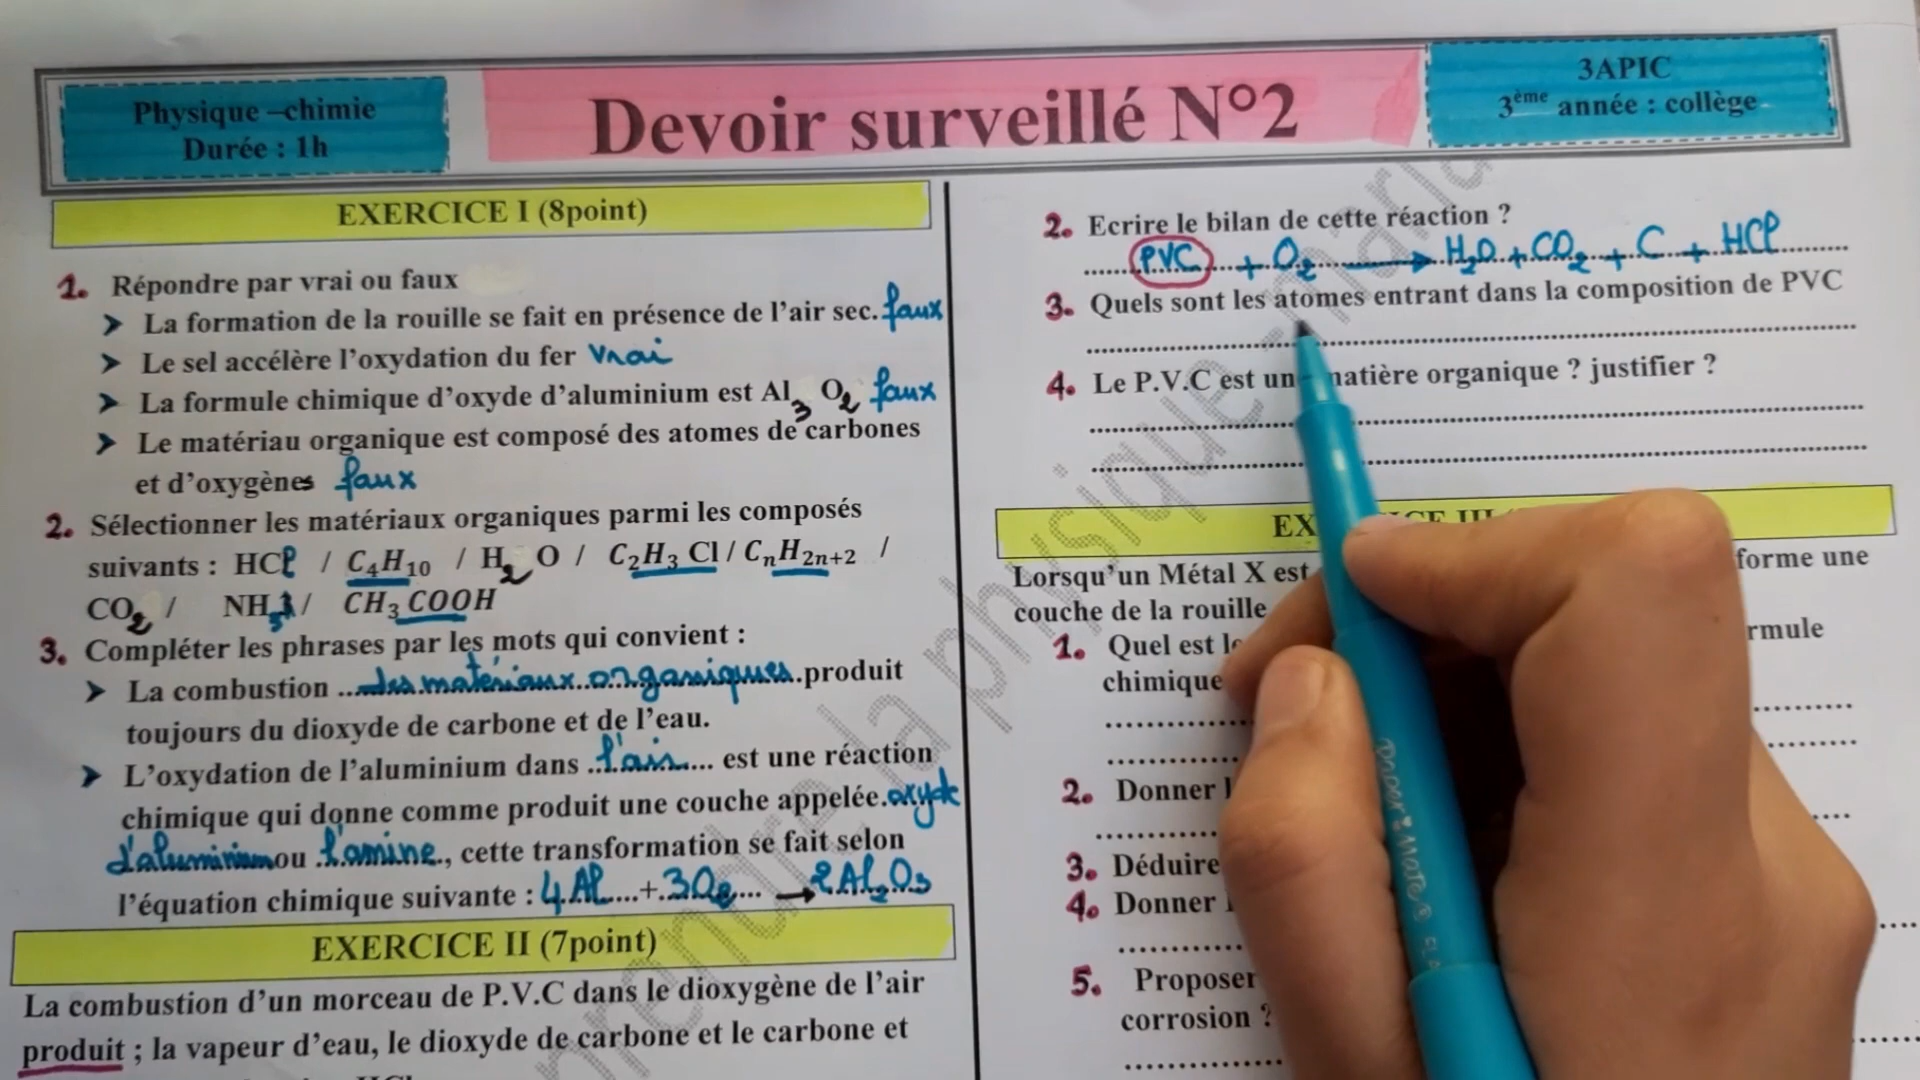 Physique –chimie
Durée : 1h
Devoir surveillé N°2
3APIC
3ème année : collège
EXERCICE I (8point)
1. Répondre par vrai ou faux
➤ La formation de la rouille se fait en présence de l’air sec. faux
➤ Le sel accélère l’oxydation du fer vrai
➤ La formule chimique d’oxyde d’aluminium est Al3 O2 faux
➤ Le matériau organique est composé des atomes de carbones
et d’oxygènes faux
2. Sélectionner les matériaux organiques parmi les composés
suivants : HCl / C4H10 / H2O / C2H3 Cl / CnH2n+2 /
CO2 / NH3 / CH3COOH
3. Compléter les phrases par les mots qui convient :
➤ La combustion ...des matériaux organiques..produit
toujours du dioxyde de carbone et de l’eau.
➤ L’oxydation de l’aluminium dans ..l'air.... est une réaction
chimique qui donne comme produit une couche appelée.oxyde
d'aluminium ou .l'amine., cette transformation se fait selon
l’équation chimique suivante : 4Al....+.3O2.... → 2Al2O3
EXERCICE II (7point)
La combustion d’un morceau de P.V.C dans le dioxygène de l’air
produit ; la vapeur d’eau, le dioxyde de carbone et le carbone et
2. Ecrire le bilan de cette réaction ?
PVC + O2 → H2O + CO2 + C + HCl
3. Quels sont les atomes entrant dans la composition de PVC
4. Le P.V.C est un matière organique ? justifier ?
Lorsqu’un Métal X est forme une
couche de la rouille
1. Quel est rmule
chimique
2. Donner
3. Déduire
4. Donner
5. Proposer
corrosion ?
prendre la physique